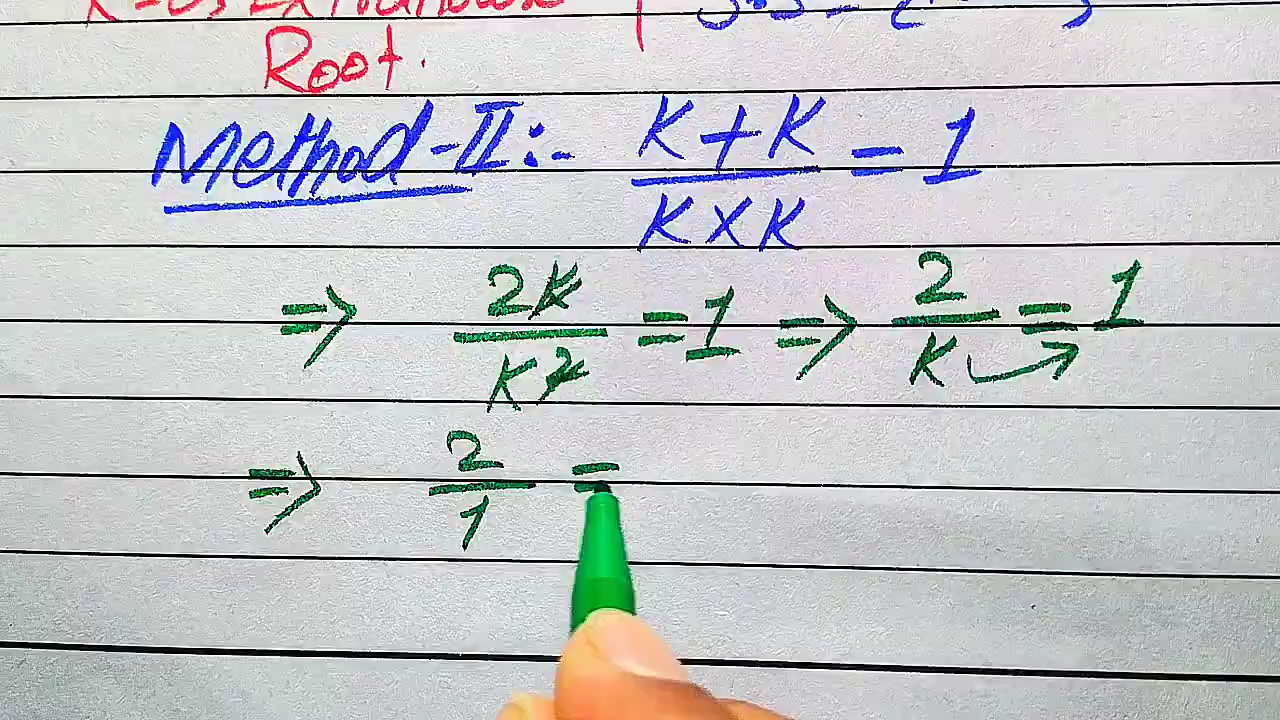 Root.
Method-II:- K+K / K×K = 1
⇒ 2K / K² = 1 ⇒ 2 / K = 1
⇒ 2 / 1 =